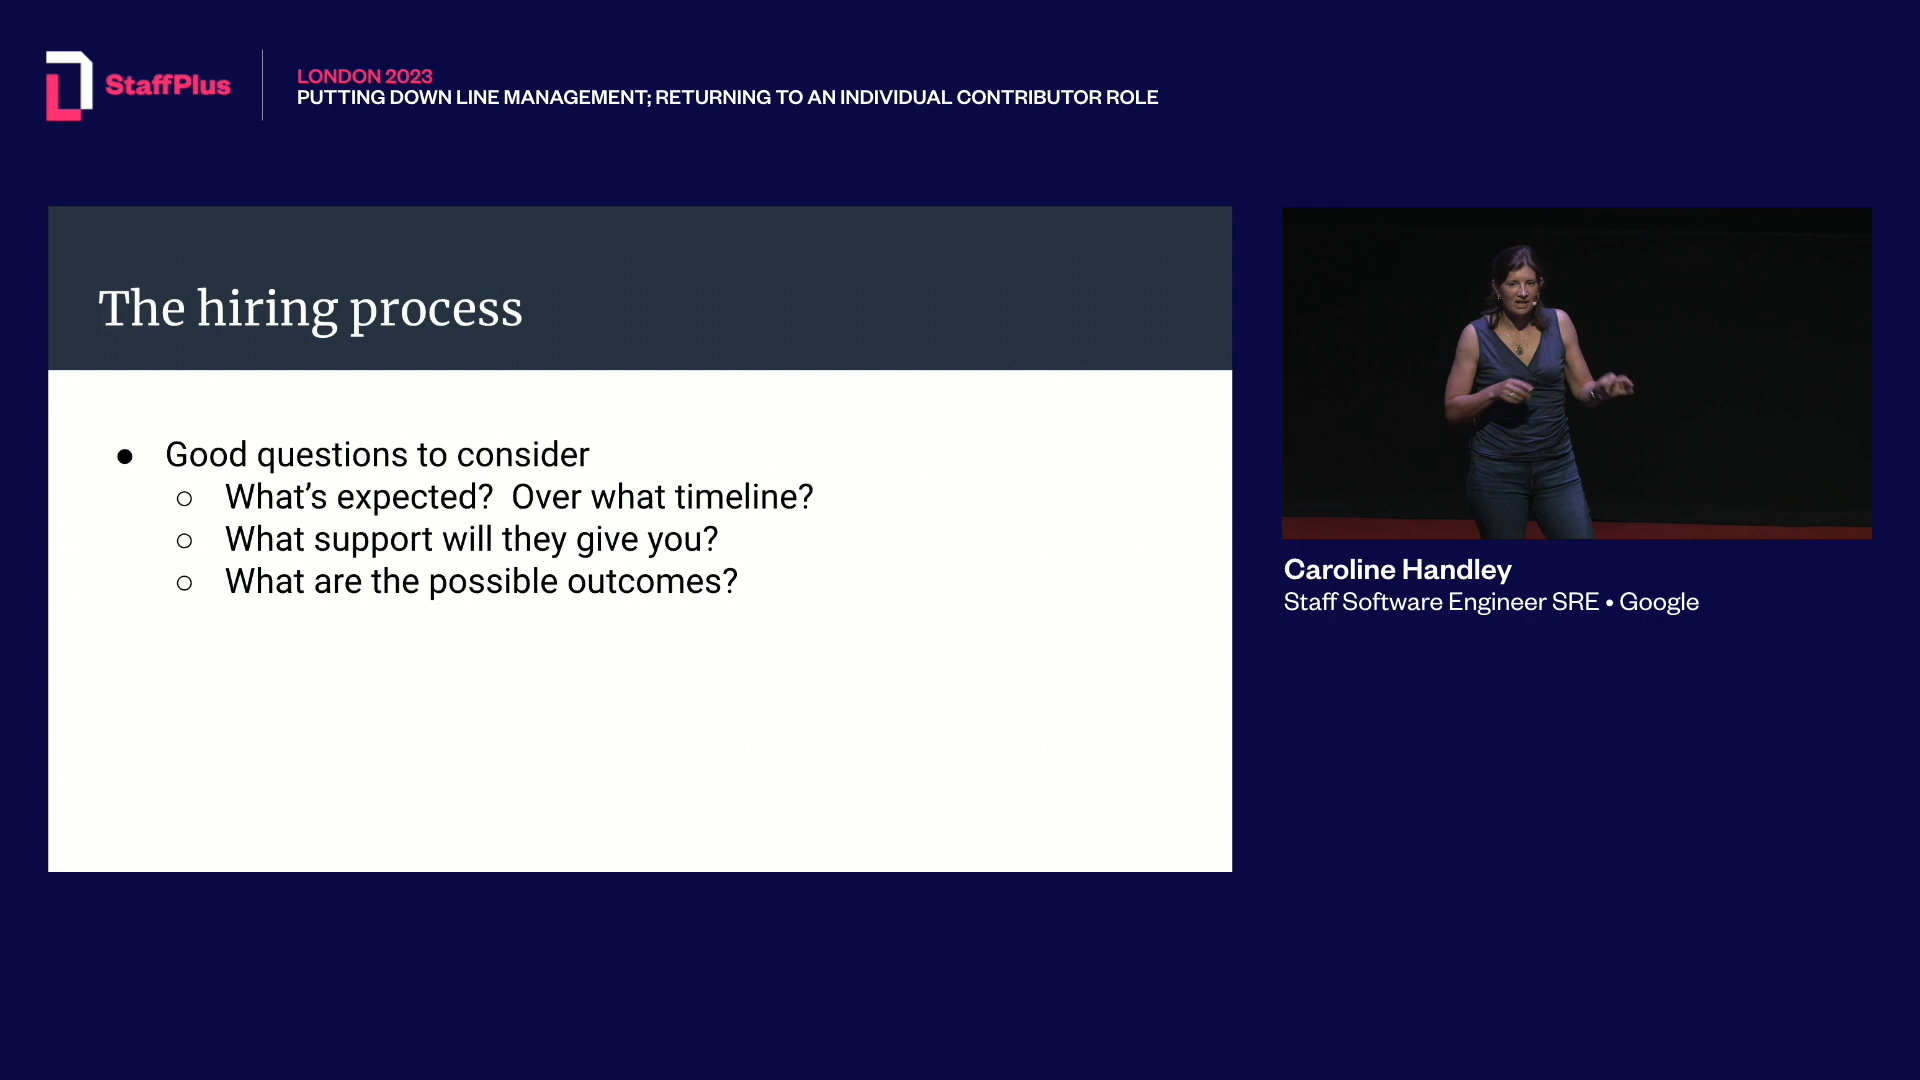 StaffPlus
LONDON 2023
PUTTING DOWN LINE MANAGEMENT; RETURNING TO AN INDIVIDUAL CONTRIBUTOR ROLE
The hiring process
● Good questions to consider
○ What’s expected?  Over what timeline?
○ What support will they give you?
○ What are the possible outcomes?
Caroline Handley
Staff Software Engineer SRE • Google